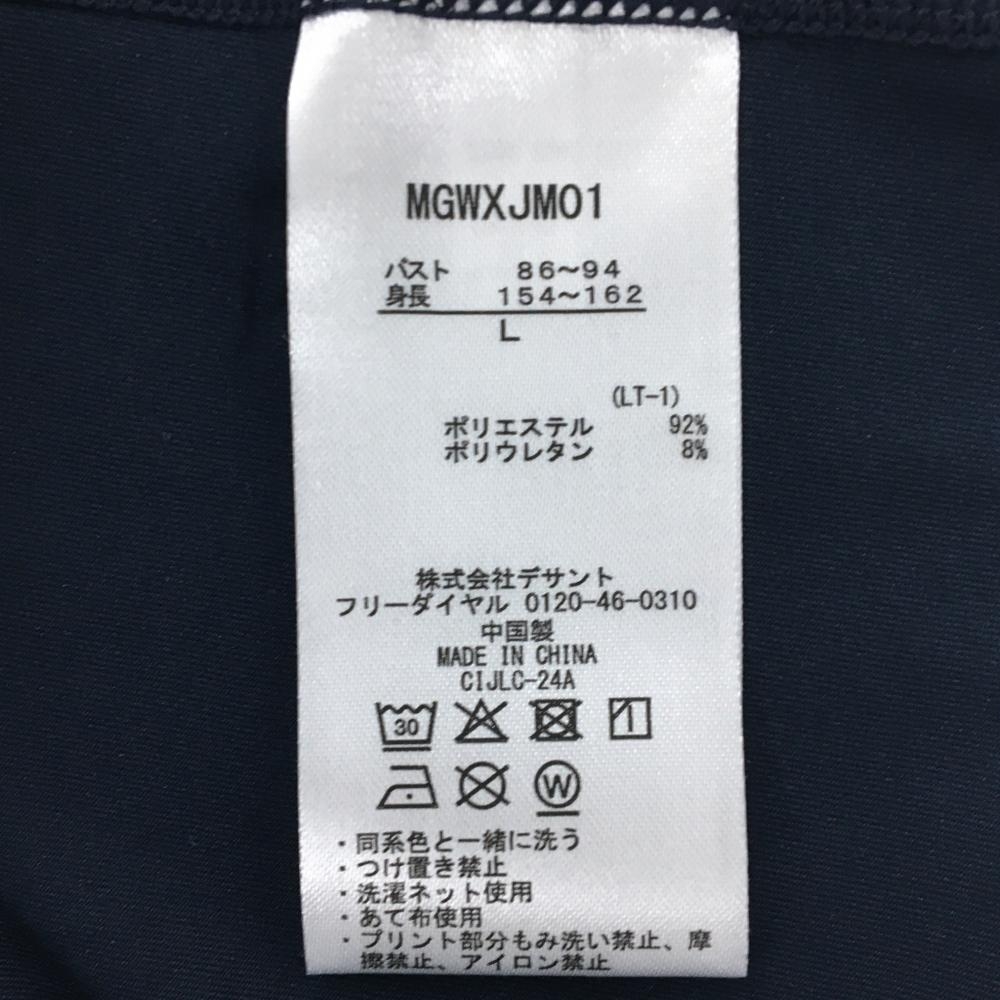 MGWXJM01
バスト 86～94
身長 154～162
L
(LT-1)
ポリエステル 92%
ポリウレタン 8%
株式会社デサント
フリーダイヤル 0120-46-0310
中国製
MADE IN CHINA
CIJLC-24A
30
W
・同系色と一緒に洗う
・つけ置き禁止
・洗濯ネット使用
・あて布使用
・プリント部分もみ洗い禁止、摩
擦禁止、アイロン禁止